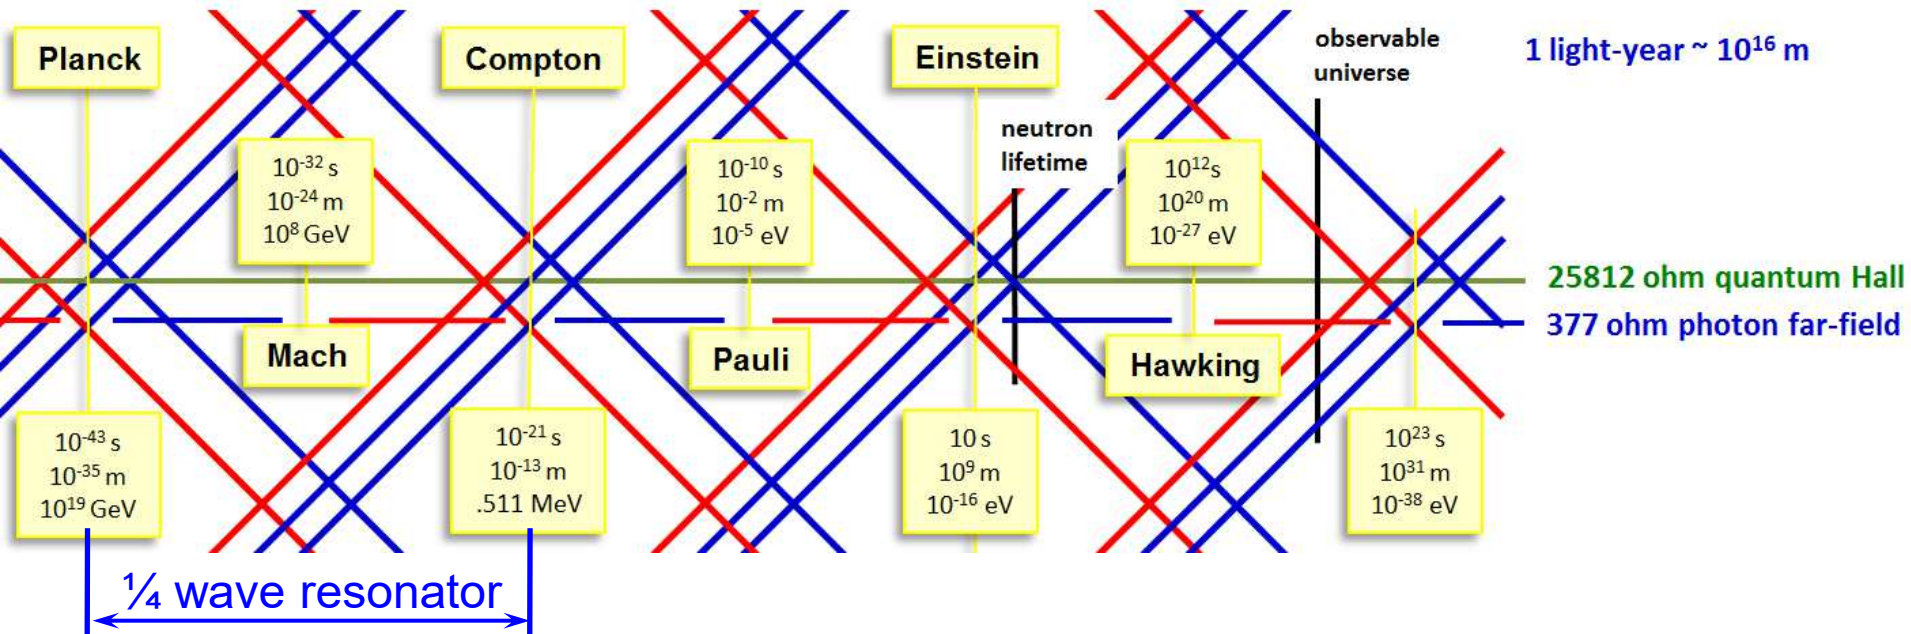 Planck
Compton
Einstein
observable
universe
1 light-year ~ 10¹⁶ m
neutron
lifetime
10⁻³² s
10⁻²⁴ m
10⁸ GeV
10⁻¹⁰ s
10⁻² m
10⁻⁵ eV
10¹²s
10²⁰ m
10⁻²⁷ eV
25812 ohm quantum Hall
377 ohm photon far-field
Mach
Pauli
Hawking
10⁻⁴³ s
10⁻³⁵ m
10¹⁹ GeV
10⁻²¹ s
10⁻¹³ m
.511 MeV
10 s
10⁹ m
10⁻¹⁶ eV
10²³ s
10³¹ m
10⁻³⁸ eV
¼ wave resonator